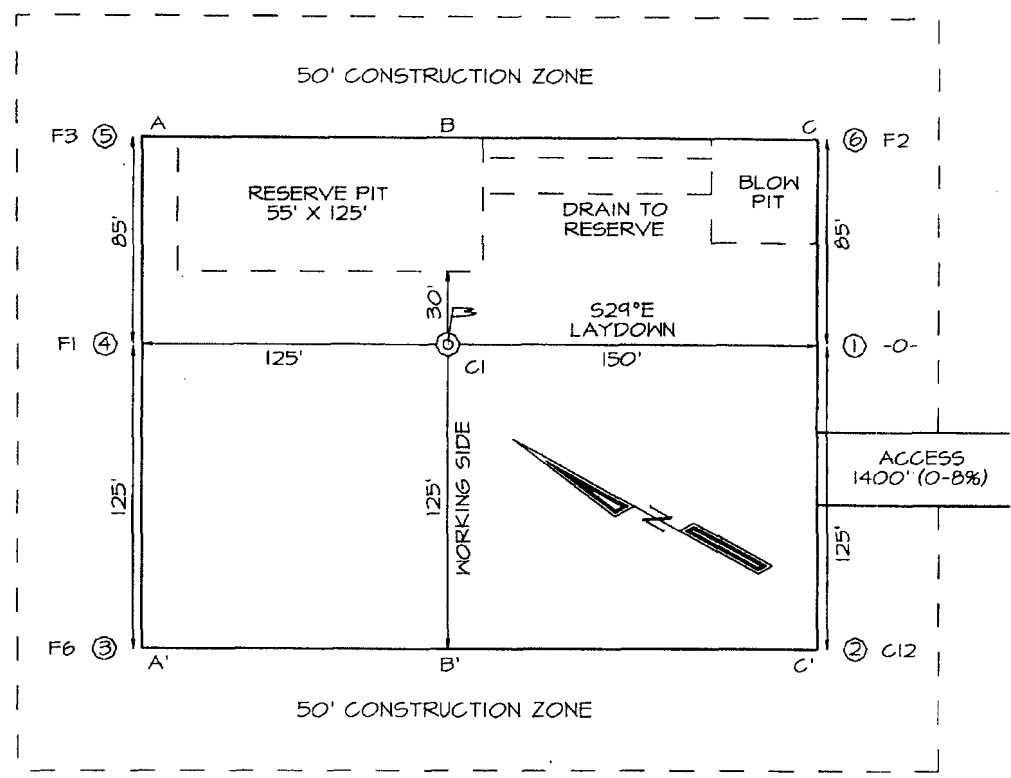 50' CONSTRUCTION ZONE
A
B
C
F3 ⑤
⑥ F2
RESERVE PIT
55' X 125'
BLOW
PIT
DRAIN TO
RESERVE
85'
85'
30'
S29°E
LAYDOWN
F1 ④
① -0-
125'
150'
C1
125'
125'
WORKING SIDE
N
ACCESS
1400' (0-8%)
125'
F6 ③
② C12
A'
B'
C'
50' CONSTRUCTION ZONE